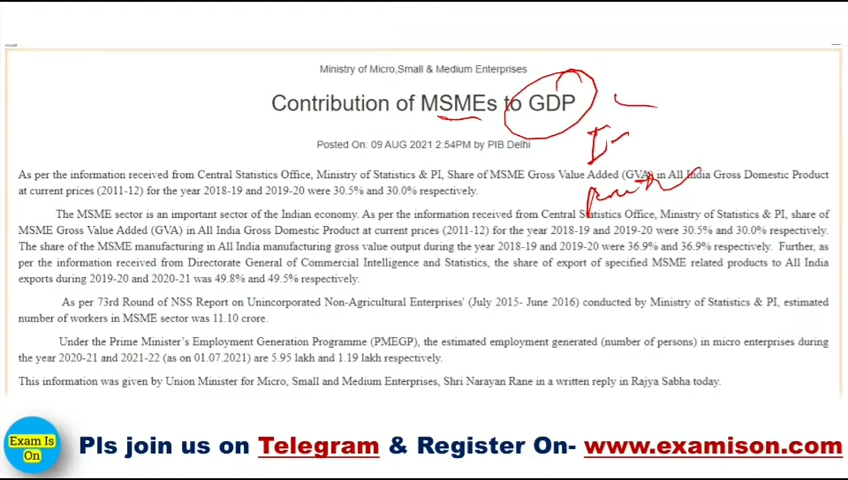 Ministry of Micro,Small & Medium Enterprises
Contribution of MSMEs to GDP
Posted On: 09 AUG 2021 2:54PM by PIB Delhi
As per the information received from Central Statistics Office, Ministry of Statistics & PI, Share of MSME Gross Value Added (GVA) in All India Gross Domestic Product
at current prices (2011-12) for the year 2018-19 and 2019-20 were 30.5% and 30.0% respectively.
The MSME sector is an important sector of the Indian economy. As per the information received from Central Statistics Office, Ministry of Statistics & PI, share of
MSME Gross Value Added (GVA) in All India Gross Domestic Product at current prices (2011-12) for the year 2018-19 and 2019-20 were 30.5% and 30.0% respectively.
The share of the MSME manufacturing in All India manufacturing gross value output during the year 2018-19 and 2019-20 were 36.9% and 36.9% respectively. Further, as
per the information received from Directorate General of Commercial Intelligence and Statistics, the share of export of specified MSME related products to All India
exports during 2019-20 and 2020-21 was 49.8% and 49.5% respectively.
As per 73rd Round of NSS Report on Unincorporated Non-Agricultural Enterprises' (July 2015- June 2016) conducted by Ministry of Statistics & PI, estimated
number of workers in MSME sector was 11.10 crore.
Under the Prime Minister's Employment Generation Programme (PMEGP), the estimated employment generated (number of persons) in micro enterprises during
the year 2020-21 and 2021-22 (as on 01.07.2021) are 5.95 lakh and 1.19 lakh respectively.
This information was given by Union Minister for Micro, Small and Medium Enterprises, Shri Narayan Rane in a written reply in Rajya Sabha today.
Exam Is
On
Pls join us on Telegram & Register On- www.examison.com